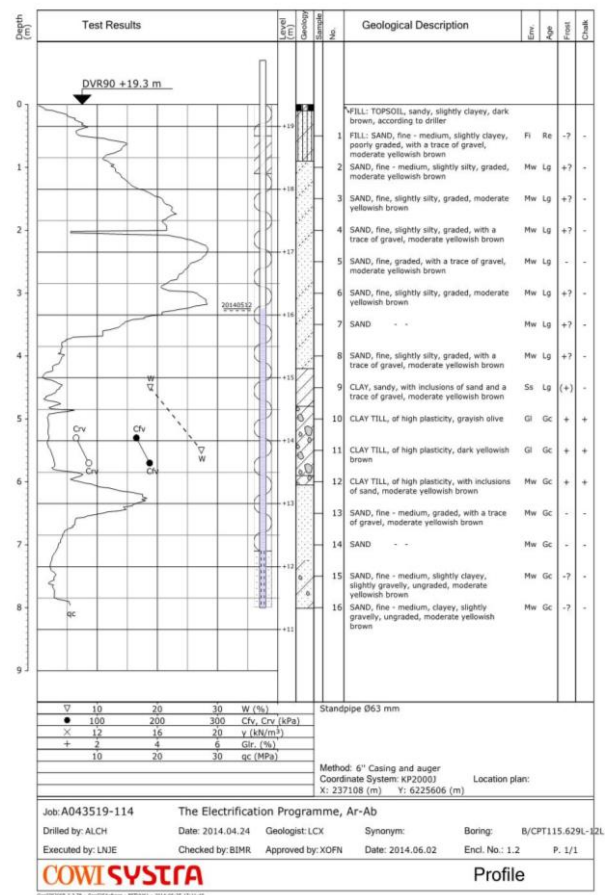 Depth (m)
Test Results
Level (m)
Geology
Sample
No.
Geological Description
Env.
Age
Frost
Chalk
DVR90 +19.3 m
0
1
2
3
4
5
6
7
8
9
+19
+18
+17
+16
+15
+14
+13
+12
+11
20140512
W
W
Crv
Crv
Cfv
Cfv
qc
FILL: TOPSOIL, sandy, slightly clayey, dark
brown, according to driller
1 FILL: SAND, fine - medium, slightly clayey, Fi Re -? -
poorly graded, with a trace of gravel,
moderate yellowish brown
2 SAND, fine - medium, slightly silty, graded, Mw Lg +? -
moderate yellowish brown
3 SAND, fine, slightly silty, graded, moderate Mw Lg +? -
yellowish brown
4 SAND, fine, slightly silty, graded, with a Mw Lg +? -
trace of gravel, moderate yellowish brown
5 SAND, fine, graded, with a trace of gravel, Mw Lg - -
moderate yellowish brown
6 SAND, fine, slightly silty, graded, moderate Mw Lg +? -
yellowish brown
7 SAND - - Mw Lg +? -
8 SAND, fine, slightly silty, graded, with a Mw Lg +? -
trace of gravel, moderate yellowish brown
9 CLAY, sandy, with inclusions of sand and a Ss Lg (+) -
trace of gravel, moderate yellowish brown
10 CLAY TILL, of high plasticity, grayish olive Gl Gc + +
11 CLAY TILL, of high plasticity, dark yellowish Gl Gc + +
brown
12 CLAY TILL, of high plasticity, with inclusions Mw Gc + +
of sand, moderate yellowish brown
13 SAND, fine - medium, graded, with a trace Mw Gc - -
of gravel, moderate yellowish brown
14 SAND - - Mw Gc - -
15 SAND, fine - medium, slightly clayey, Mw Gc -? -
slightly gravelly, ungraded, moderate
yellowish brown
16 SAND, fine - medium, clayey, slightly Mw Gc -? -
gravelly, ungraded, moderate yellowish
brown
10 20 30 W (%)
100 200 300 Cfv, Crv (kPa)
12 16 20 γ (kN/m³)
2 4 6 Glr. (%)
10 20 30 qc (MPa)
Standpipe Ø63 mm
Method: 6" Casing and auger
Coordinate System: KP2000J Location plan:
X: 237108 (m) Y: 6225606 (m)
Job: A043519-114 The Electrification Programme, Ar-Ab
Drilled by: ALCH Date: 2014.04.24 Geologist: LCX Synonym: Boring: B/CPT115.629L-12L
Executed by: LNJE Checked by: BIMR Approved by: XOFN Date: 2014.06.02 Encl. No.: 1.2 P. 1/1
COWI SYSTRA Profile